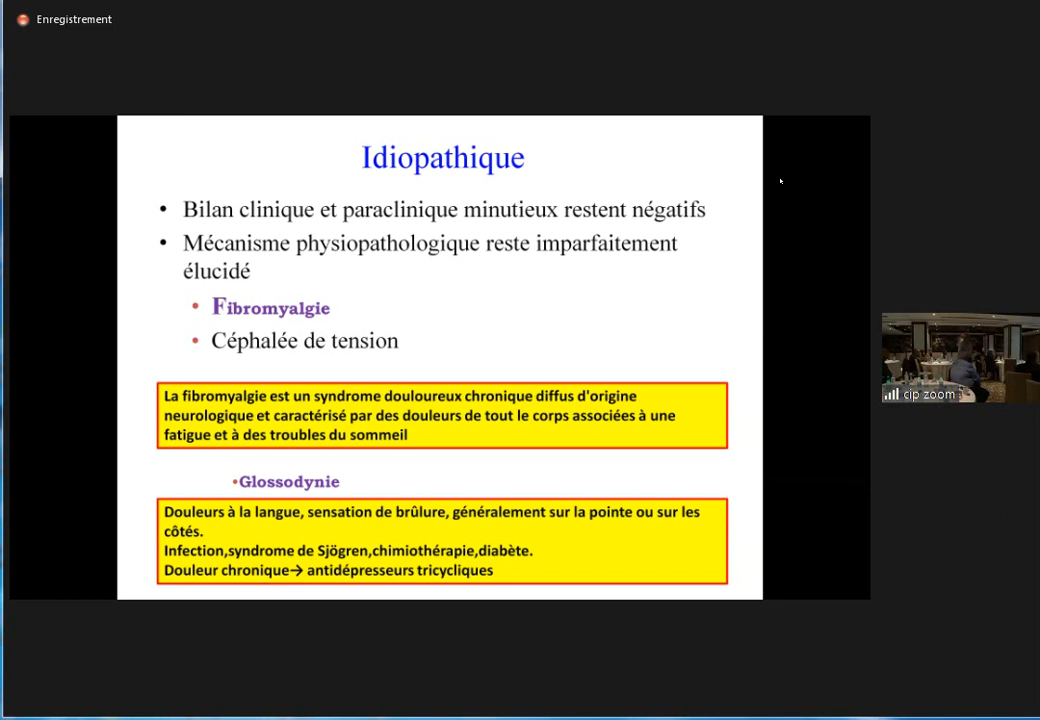 Enregistrement
Idiopathique
• Bilan clinique et paraclinique minutieux restent négatifs
• Mécanisme physiopathologique reste imparfaitement
élucidé
• Fibromyalgie
• Céphalée de tension
La fibromyalgie est un syndrome douloureux chronique diffus d'origine
neurologique et caractérisé par des douleurs de tout le corps associées à une
fatigue et à des troubles du sommeil
•Glossodynie
Douleurs à la langue, sensation de brûlure, généralement sur la pointe ou sur les
côtés.
Infection,syndrome de Sjögren,chimiothérapie,diabète.
Douleur chronique→ antidépresseurs tricycliques
cip zoom